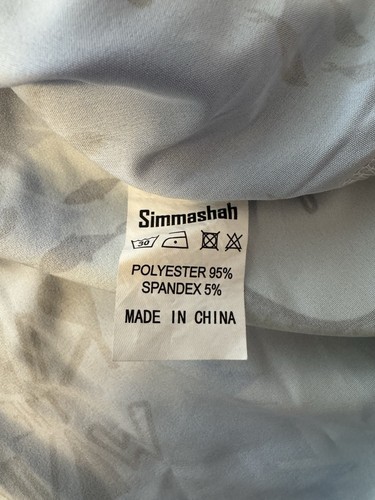 Simmashah
30
POLYESTER 95%
SPANDEX 5%
MADE IN CHINA